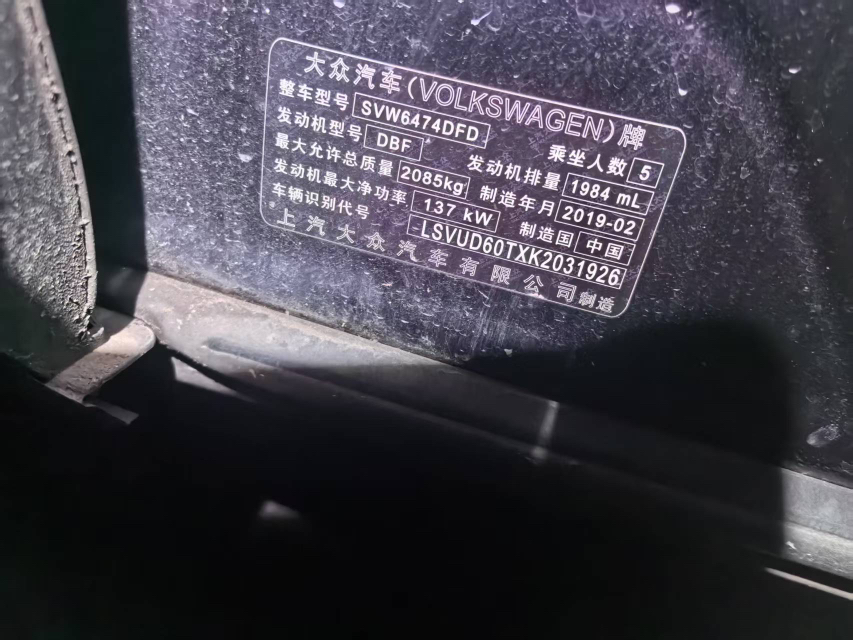 大众汽车(VOLKSWAGEN)牌
整车型号 SVW6474DFD 乘坐人数 5
发动机型号 DBF 发动机排量 1984 mL
最大允许总质量 2085kg 制造年月 2019-02
发动机最大净功率 137 kW 制造国 中国
车辆识别代号 LSVUD60TXK2031926
上汽大众汽车有限公司制造